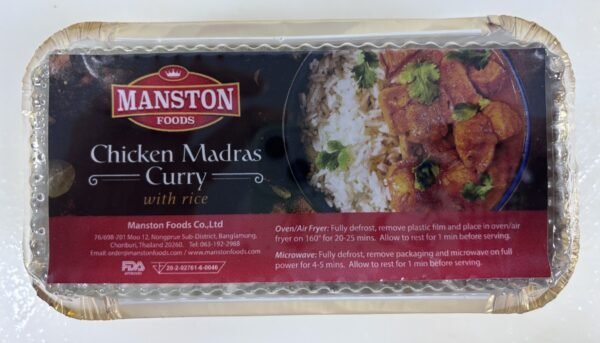 MANSTON
FOODS
Chicken Madras
Curry
with rice
Manston Foods Co.,Ltd
76/698-701 Moo 12, Nongprue Sub-District, Banglamung,
Chonburi, Thailand 20260. Tel: 063-192-2988
Email: order@manstonfoods.com / www.manstonfoods.com
FDA
APPROVED
20-2-02761-6-0046
Oven/Air Fryer: Fully defrost, remove plastic film and place in oven/air
fryer on 160° for 20-25 mins. Allow to rest for 1 min before serving.
Microwave: Fully defrost, remove packaging and microwave on full
power for 4-5 mins. Allow to rest for 1 min before serving.